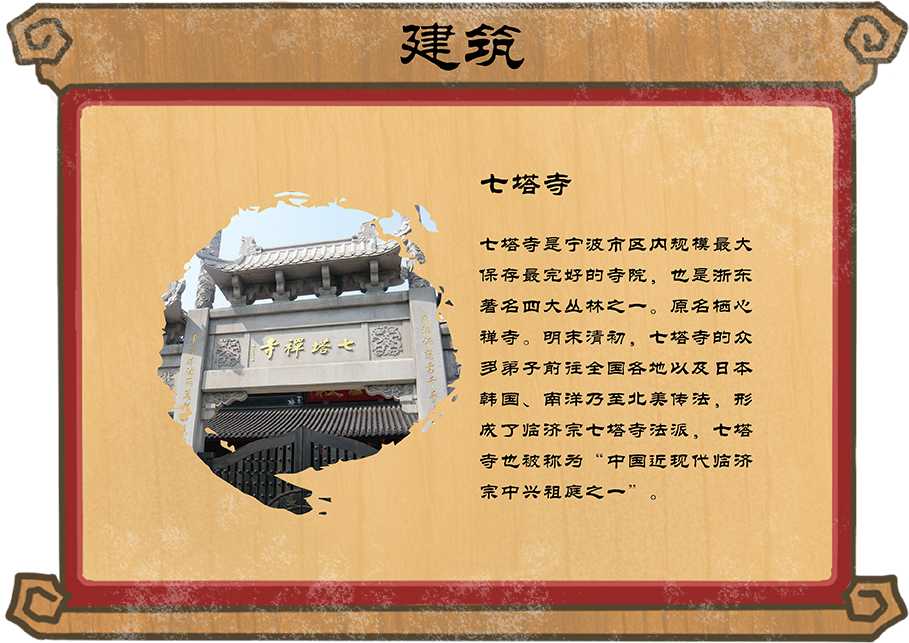 建筑
七塔寺
七塔寺是宁波市区内规模最大
保存最完好的寺院，也是浙东
著名四大丛林之一。原名栖心
禅寺。明末清初，七塔寺的众
多弟子前往全国各地以及日本
韩国、南洋乃至北美传法，形
成了临济宗七塔寺法派，七塔
寺也被称为“中国近现代临济
宗中兴祖庭之一”。
寺禅塔七